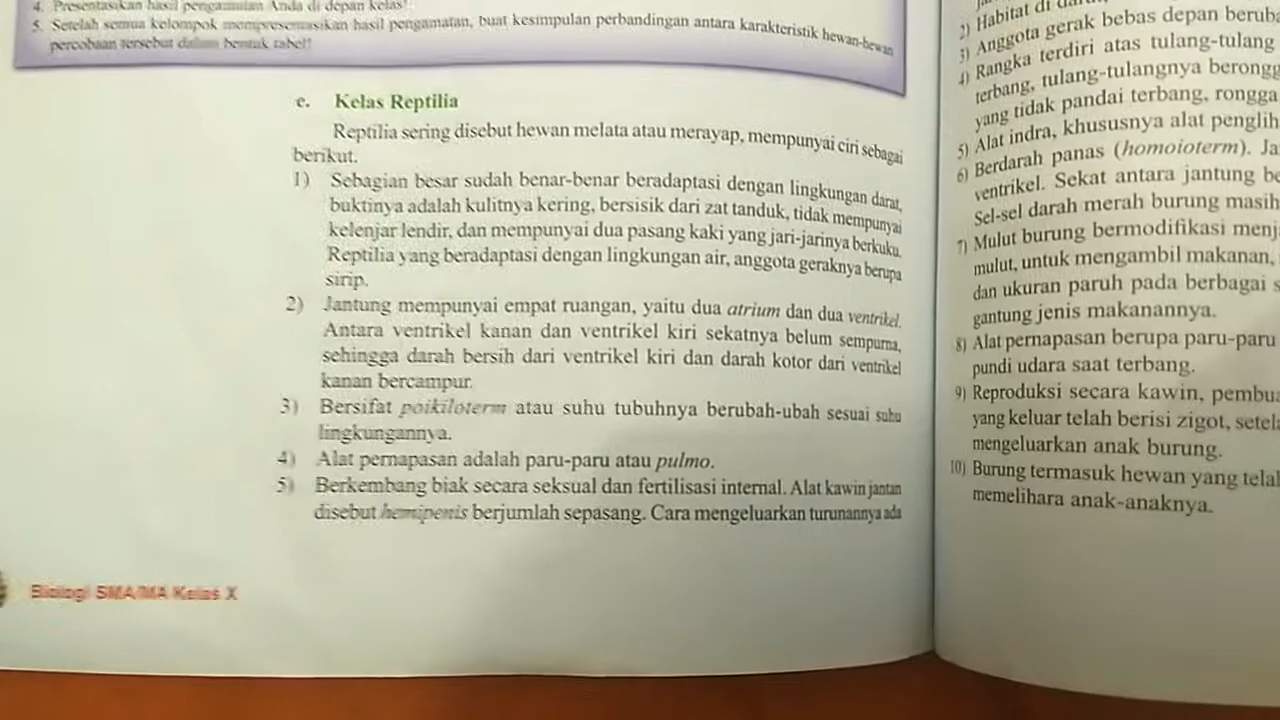 4. Presentasikan hasil pengamatan Anda di depan kelas!
5. Setelah semua kelompok mempresentasikan hasil pengamatan, buat kesimpulan perbandingan antara karakteristik hewan-hewan
percobaan tersebut dalam bentuk tabel!
e. Kelas Reptilia
Reptilia sering disebut hewan melata atau merayap, mempunyai ciri sebagai
berikut.
1) Sebagian besar sudah benar-benar beradaptasi dengan lingkungan darat,
buktinya adalah kulitnya kering, bersisik dari zat tanduk, tidak mempunyai
kelenjar lendir, dan mempunyai dua pasang kaki yang jari-jarinya berkuku.
Reptilia yang beradaptasi dengan lingkungan air, anggota geraknya berupa
sirip.
2) Jantung mempunyai empat ruangan, yaitu dua atrium dan dua ventrikel.
Antara ventrikel kanan dan ventrikel kiri sekatnya belum sempurna,
sehingga darah bersih dari ventrikel kiri dan darah kotor dari ventrikel
kanan bercampur.
3) Bersifat poikiloterm atau suhu tubuhnya berubah-ubah sesuai suhu
lingkungannya.
4) Alat pernapasan adalah paru-paru atau pulmo.
5) Berkembang biak secara seksual dan fertilisasi internal. Alat kawin jantan
disebut hemipenis berjumlah sepasang. Cara mengeluarkan turunannya ada
Biologi SMA/MA Kelas X
2) Habitat di
3) Anggota gerak bebas depan
4) Rangka terdiri atas tulang-tulang
terbang, tulang-tulangnya
yang tidak pandai terbang, rongga
5) Alat indra, khususnya alat
6) Berdarah panas (homoioterm).
ventrikel. Sekat antara jantung
Sel-sel darah merah burung masih
7) Mulut burung bermodifikasi
mulut, untuk mengambil makanan,
dan ukuran paruh pada berbagai
gantung jenis makanannya.
8) Alat pernapasan berupa paru-paru
pundi udara saat terbang.
9) Reproduksi secara kawin,
yang keluar telah berisi zigot,
mengeluarkan anak burung.
10) Burung termasuk hewan yang
memelihara anak-anaknya.